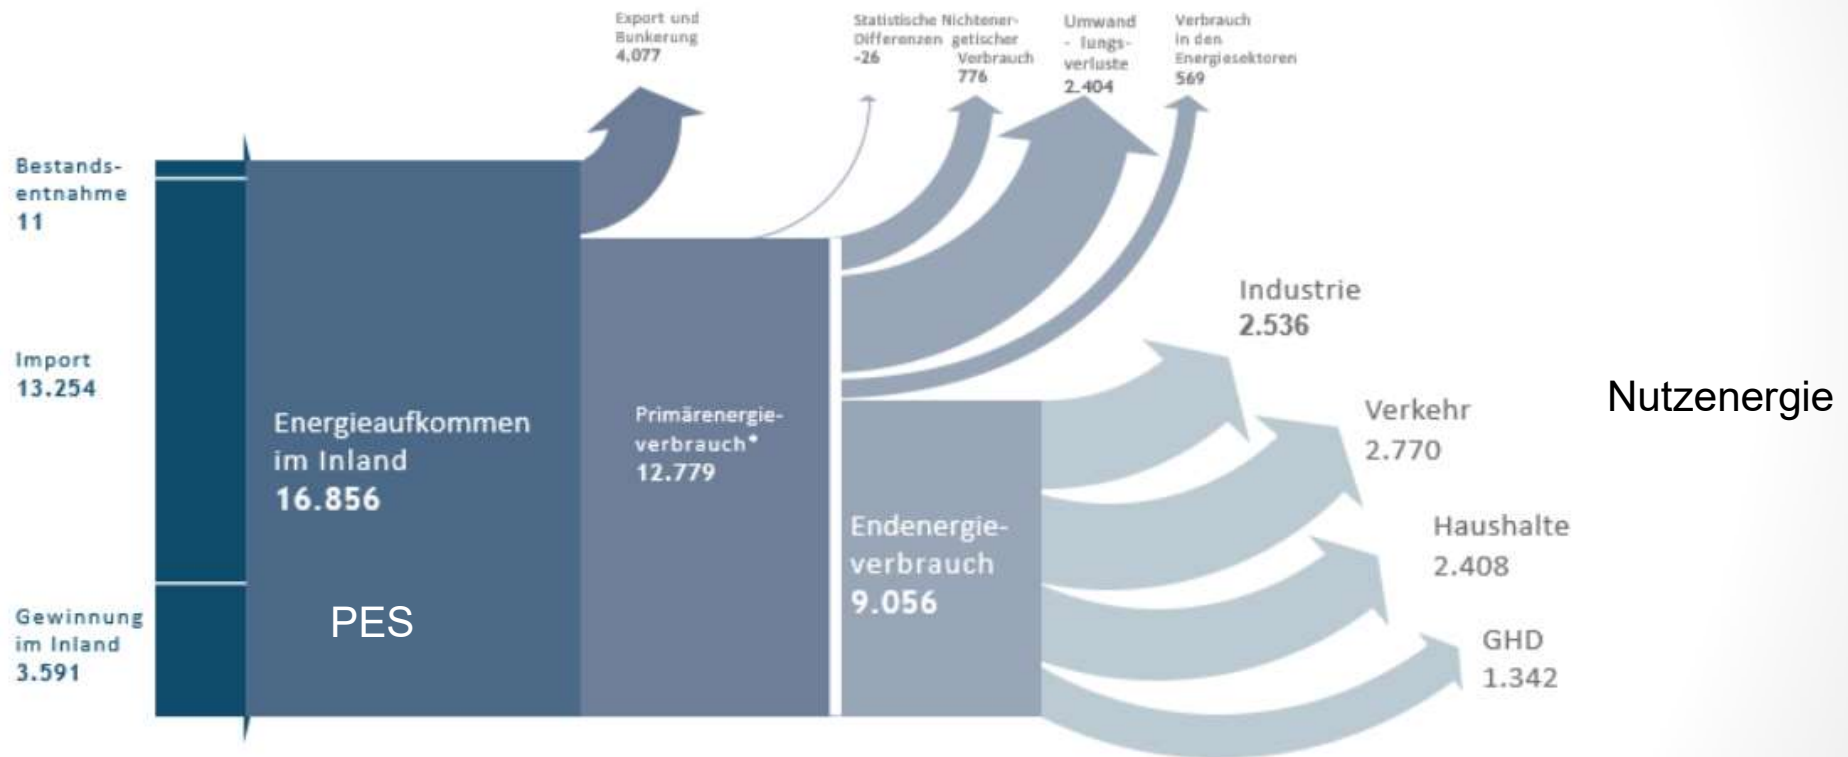 Export und
Bunkerung
4.077
Statistische
Differenzen
-26
Nichtener-
getischer
Verbrauch
776
Umwand
- lungs-
verluste
2.404
Verbrauch
in den
Energiesektoren
569
Bestands-
entnahme
11
Import
13.254
Gewinnung
im Inland
3.591
Energieaufkommen
im Inland
16.856
PES
Primärenergie-
verbrauch*
12.779
Endenergie-
verbrauch
9.056
Industrie
2.536
Verkehr
2.770
Haushalte
2.408
GHD
1.342
Nutzenergie